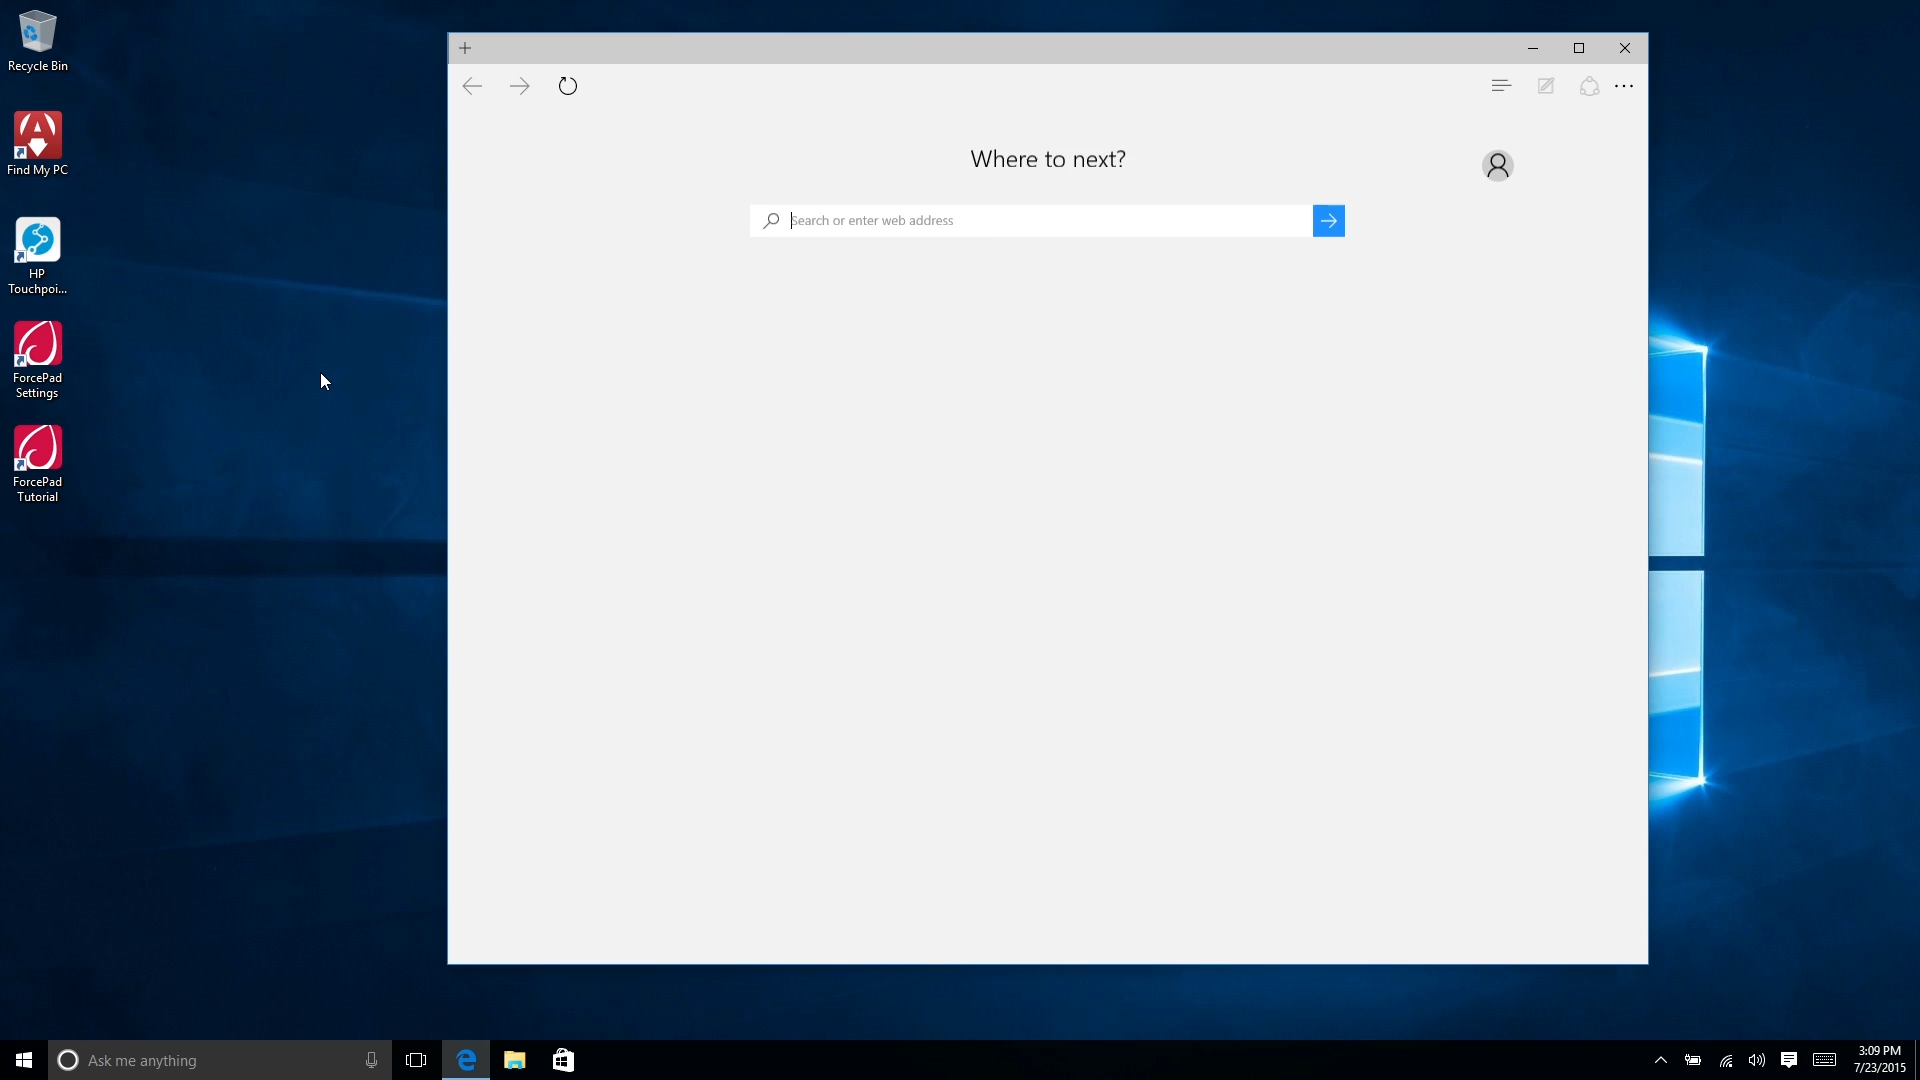 Recycle Bin
Find My PC
HP
Touchpoi...
ForcePad
Settings
ForcePad
Tutorial
Where to next?
Search or enter web address
Ask me anything
3:09 PM
7/23/2015